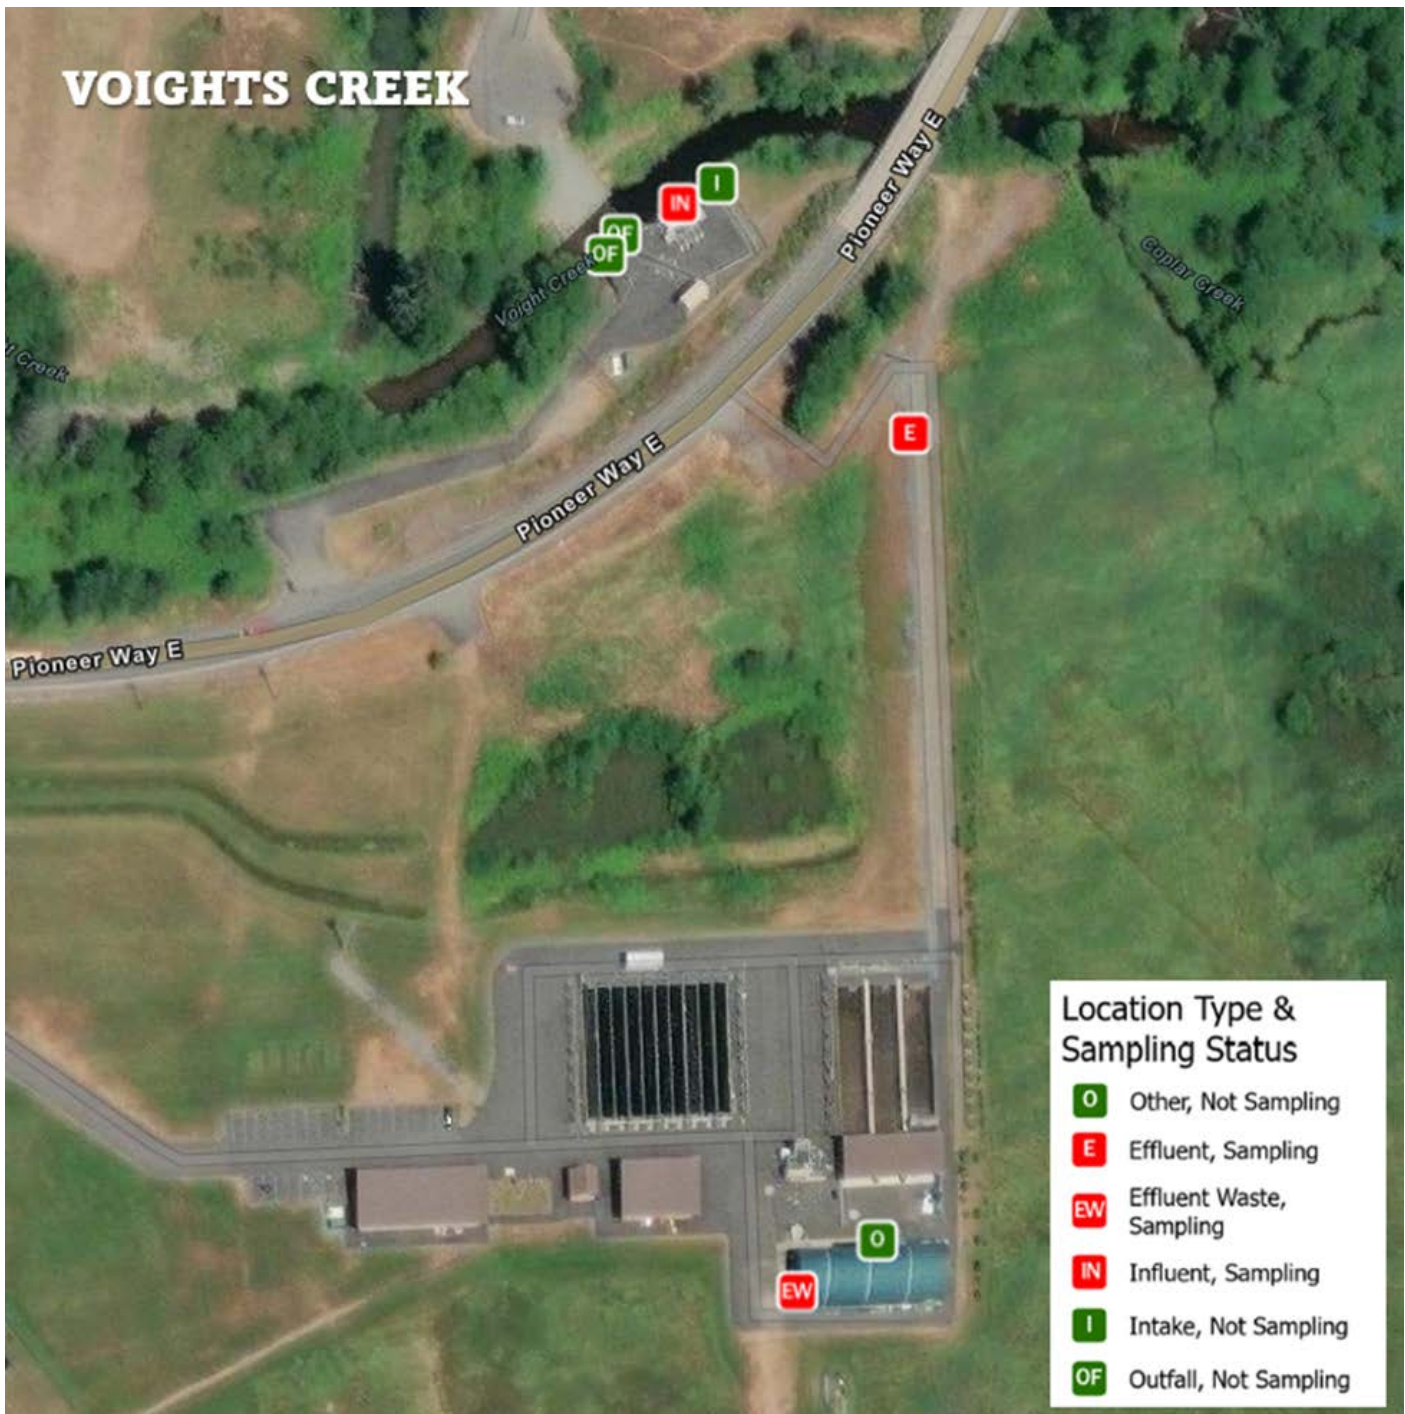 VOIGHTS CREEK
I
IN
OF
OF
Voight Creek
Pioneer Way E
Coplar Creek
t Creek
E
Pioneer Way E
Pioneer Way E
O
EW
Location Type &
Sampling Status
O Other, Not Sampling
E Effluent, Sampling
EW Effluent Waste,
Sampling
IN Influent, Sampling
I Intake, Not Sampling
OF Outfall, Not Sampling